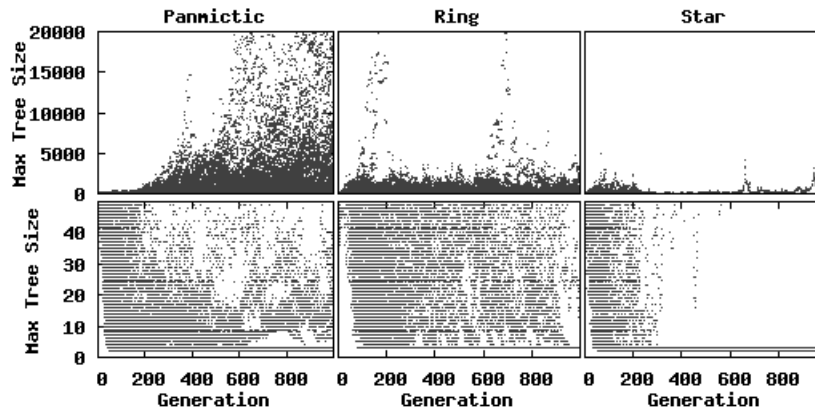 Panmictic Ring Star
Max Tree Size
20000
15000
10000
5000
0
Max Tree Size
40
30
20
10
0
0 200 400 600 800 0 200 400 600 800 0 200 400 600 800
Generation Generation Generation